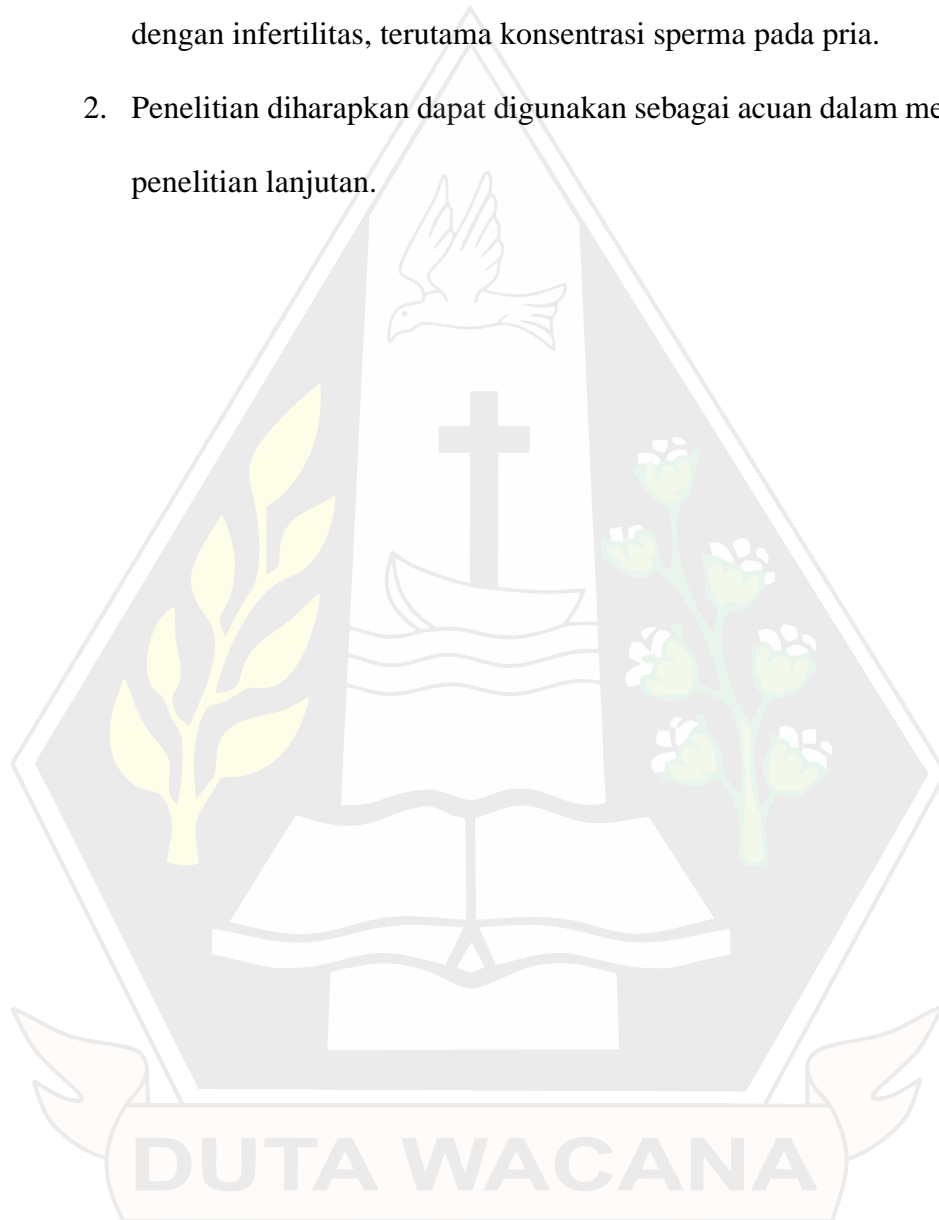 dengan infertilitas, terutama konsentrasi sperma pada pria.
2. Penelitian diharapkan dapat digunakan sebagai acuan dalam me
penelitian lanjutan.
DUTA WACANA